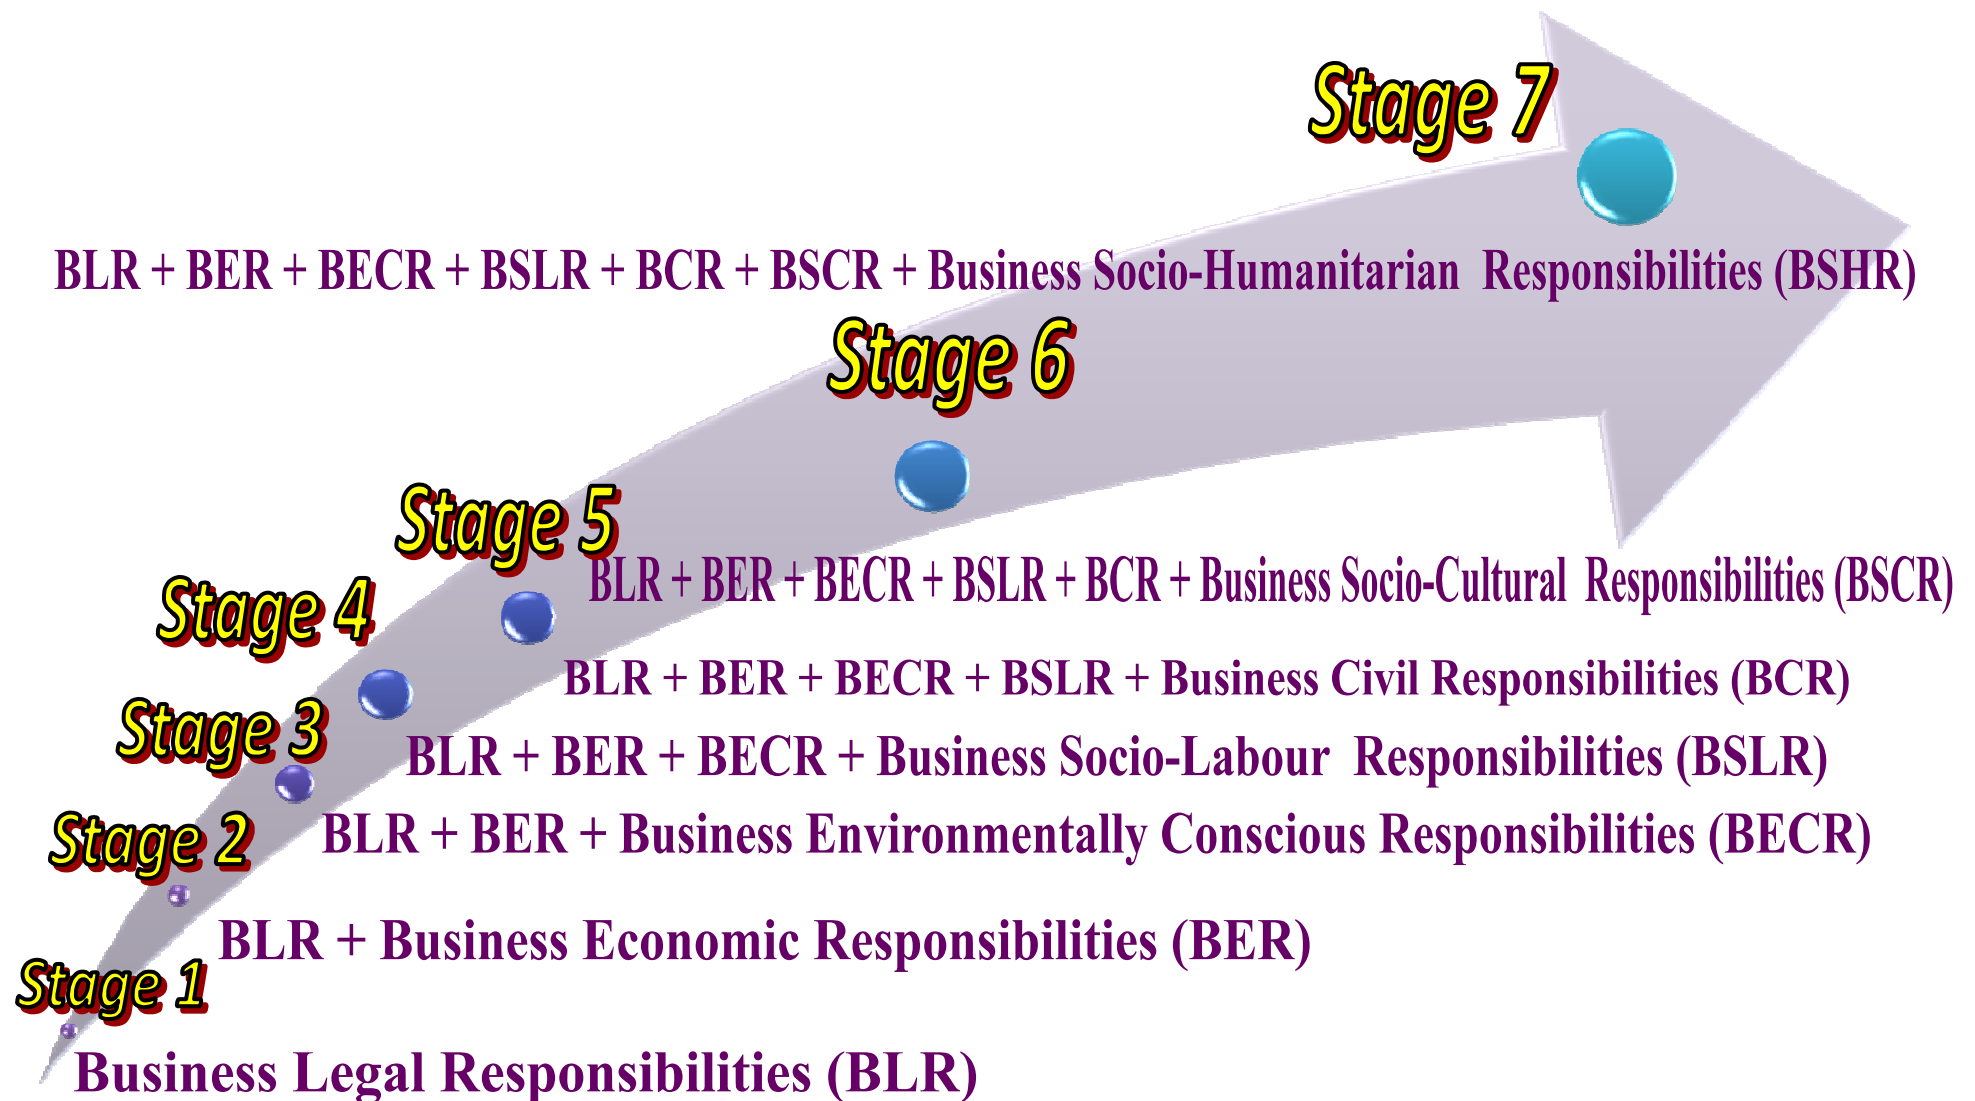 Stage 7
BLR + BER + BECR + BSLR + BCR + BSCR + Business Socio-Humanitarian Responsibilities (BSHR)
Stage 6
BLR + BER + BECR + BSLR + BCR + Business Socio-Cultural Responsibilities (BSCR)
Stage 5
BLR + BER + BECR + BSLR + Business Civil Responsibilities (BCR)
Stage 4
BLR + BER + BECR + Business Socio-Labour Responsibilities (BSLR)
Stage 3
BLR + BER + Business Environmentally Conscious Responsibilities (BECR)
Stage 2
BLR + Business Economic Responsibilities (BER)
Stage 1
Business Legal Responsibilities (BLR)